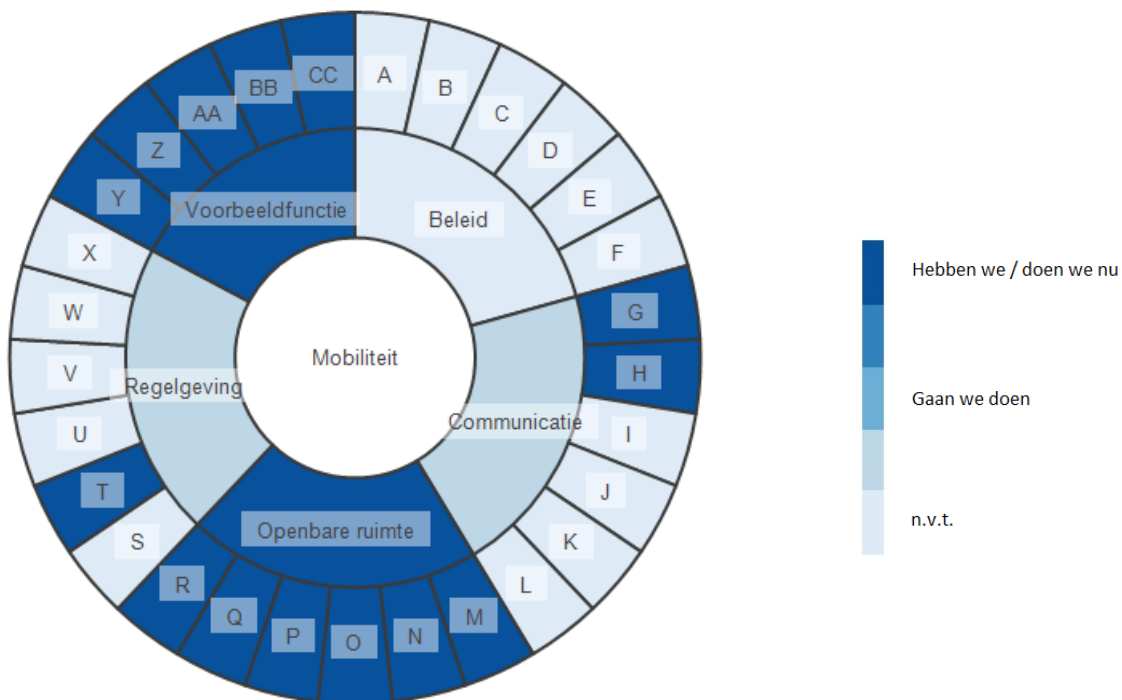 A
B
C
D
E
F
G
H
I
J
K
L
M
N
O
P
Q
R
S
T
U
V
W
X
Y
Z
AA
BB
CC
Voorbeeldfunctie
Beleid
Mobiliteit
Regelgeving
Communicatie
Openbare ruimte
Hebben we / doen we nu
Gaan we doen
n.v.t.